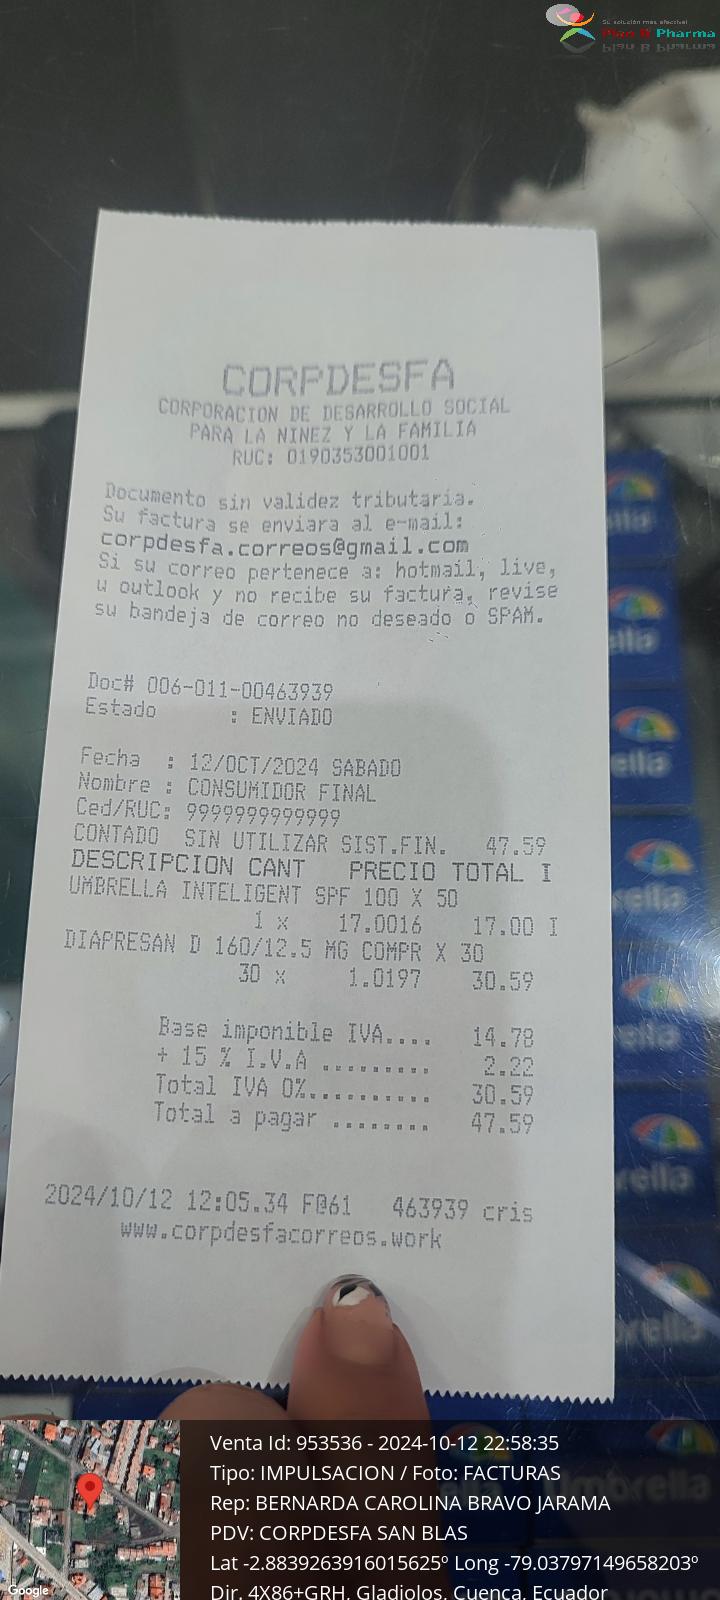 Su solución más efectiva!
Plan B Pharma
CORPDESFA
CORPORACION DE DESARROLLO SOCIAL
PARA LA NINEZ Y LA FAMILIA
RUC: 0190353001001
Documento sin validez tributaria.
Su factura se enviara al e-mail:
corpdesfa.correos@gmail.com
Si su correo pertenece a: hotmail, live,
u outlook y no recibe su factura, revise
su bandeja de correo no deseado o SPAM.
Doc# 006-011-00463939
Estado : ENVIADO
Fecha : 12/OCT/2024 SABADO
Nombre : CONSUMIDOR FINAL
Ced/RUC: 9999999999999
CONTADO SIN UTILIZAR SIST.FIN. 47.59
DESCRIPCION CANT PRECIO TOTAL I
UMBRELLA INTELIGENT SPF 100 X 50
1 x 17.0016 17.00 I
DIAPRESAN D 160/12.5 MG COMPR X 30
30 x 1.0197 30.59
Base imponible IVA.... 14.78
+ 15 % I.V.A ......... 2.22
Total IVA 0%.......... 30.59
Total a pagar ........ 47.59
2024/10/12 12:05.34 F@61 463939 cris
www.corpdesfacorreos.work
Venta Id: 953536 - 2024-10-12 22:58:35
Tipo: IMPULSACION / Foto: FACTURAS
Rep: BERNARDA CAROLINA BRAVO JARAMA
PDV: CORPDESFA SAN BLAS
Lat -2.8839263916015625º Long -79.03797149658203º
Dir. 4X86+GRH, Gladiolos, Cuenca, Ecuador
Google